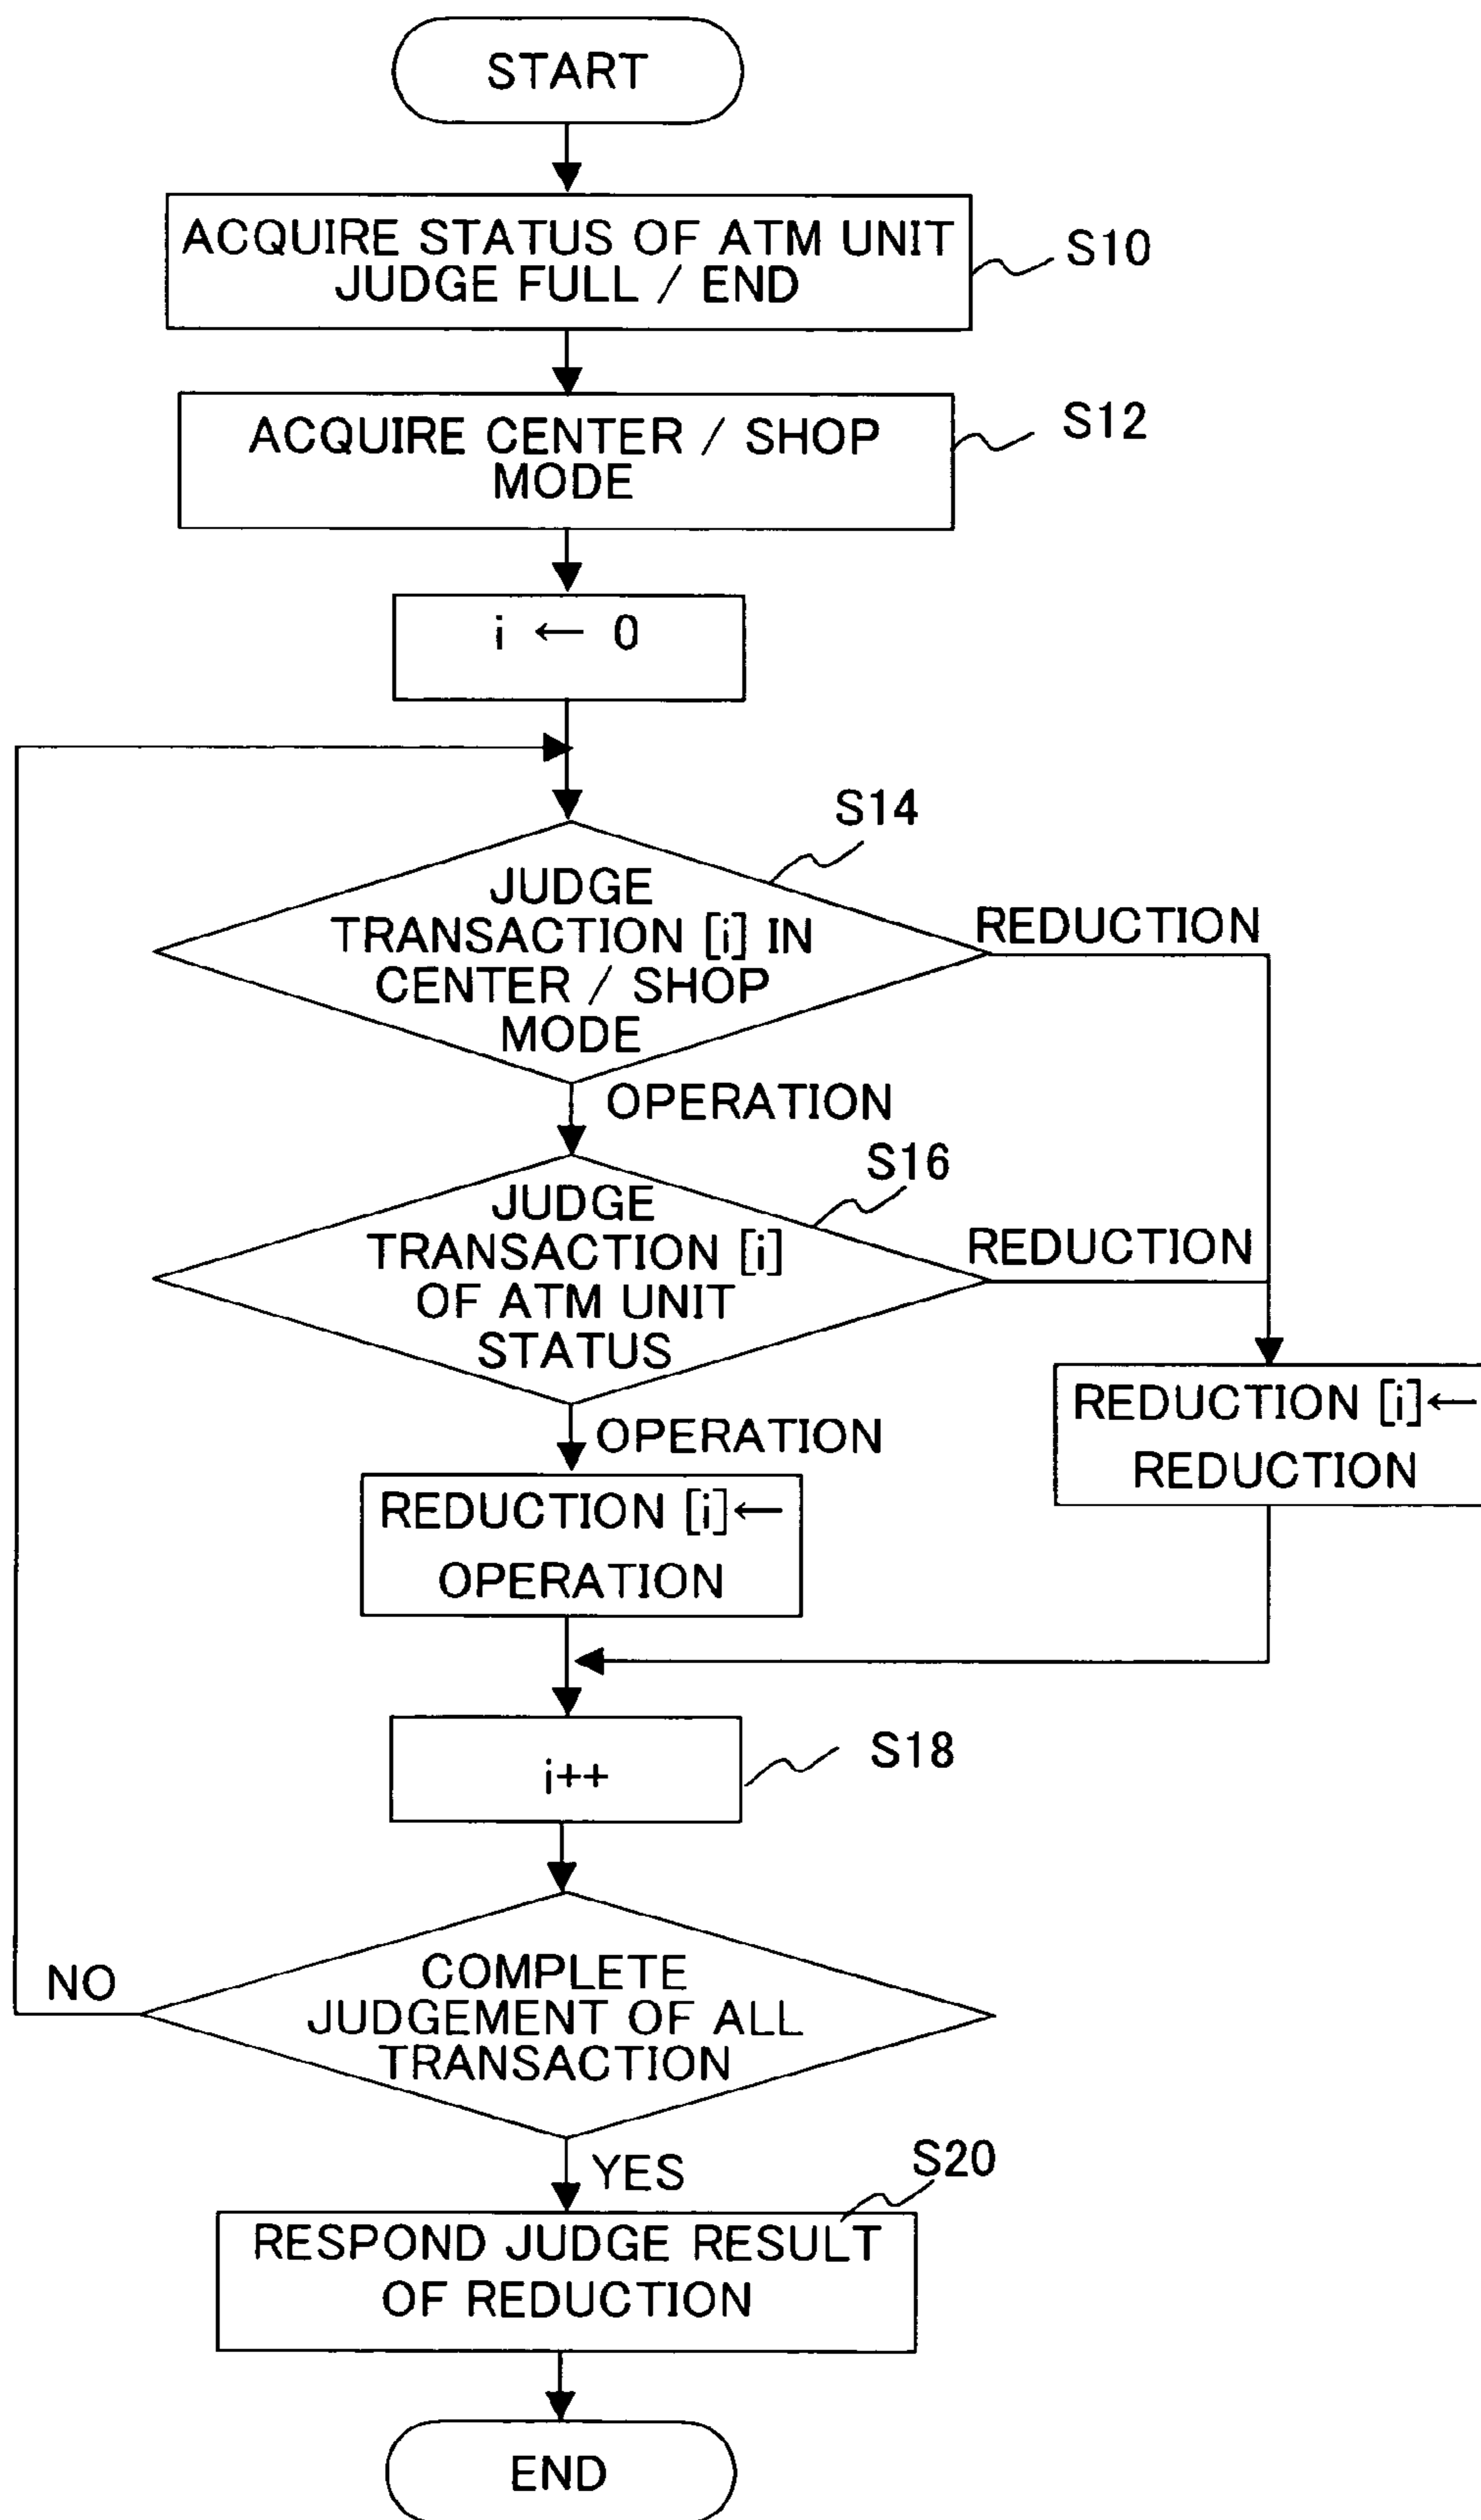 START
ACQUIRE STATUS OF ATM UNIT
JUDGE FULL / END
S10
ACQUIRE CENTER / SHOP
MODE
S12
i ← 0
S14
JUDGE
TRANSACTION [i] IN
CENTER / SHOP
MODE
REDUCTION
OPERATION
S16
JUDGE
TRANSACTION [i]
OF ATM UNIT
STATUS
REDUCTION
REDUCTION [i]←
REDUCTION
OPERATION
REDUCTION [i]←
OPERATION
i++
S18
COMPLETE
JUDGEMENT OF ALL
TRANSACTION
NO
YES
S20
RESPOND JUDGE RESULT
OF REDUCTION
END